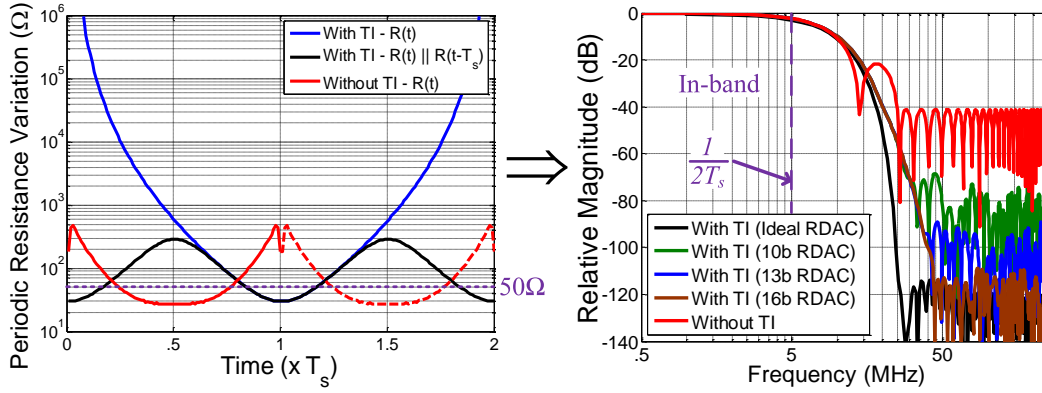 Periodic Resistance Variation (Ω)
10^6
10^5
10^4
10^3
10^2
10^1
With TI - R(t)
With TI - R(t) || R(t-T_s)
Without TI - R(t)
50Ω
0
.5
1
1.5
2
Time (x T_s)
Relative Magnitude (dB)
0
-20
-40
-60
-80
-100
-120
-140
In-band
1
2T_s
With TI (Ideal RDAC)
With TI (10b RDAC)
With TI (13b RDAC)
With TI (16b RDAC)
Without TI
.5
5
50
Frequency (MHz)